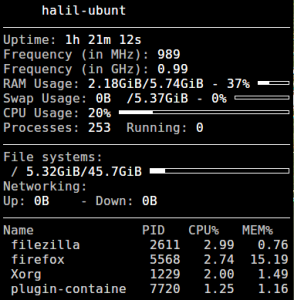 halil-ubunt
Uptime: 1h 21m 12s
Frequency (in MHz): 989
Frequency (in GHz): 0.99
RAM Usage: 2.18GiB/5.74GiB - 37%
Swap Usage: 0B /5.37GiB - 0%
CPU Usage: 20%
Processes: 253 Running: 0
File systems:
/ 5.32GiB/45.7GiB
Networking:
Up: 0B - Down: 0B
Name PID CPU% MEM%
filezilla 2611 2.99 0.76
firefox 5568 2.74 15.19
Xorg 1229 2.00 1.49
plugin-containe 7720 1.25 1.16